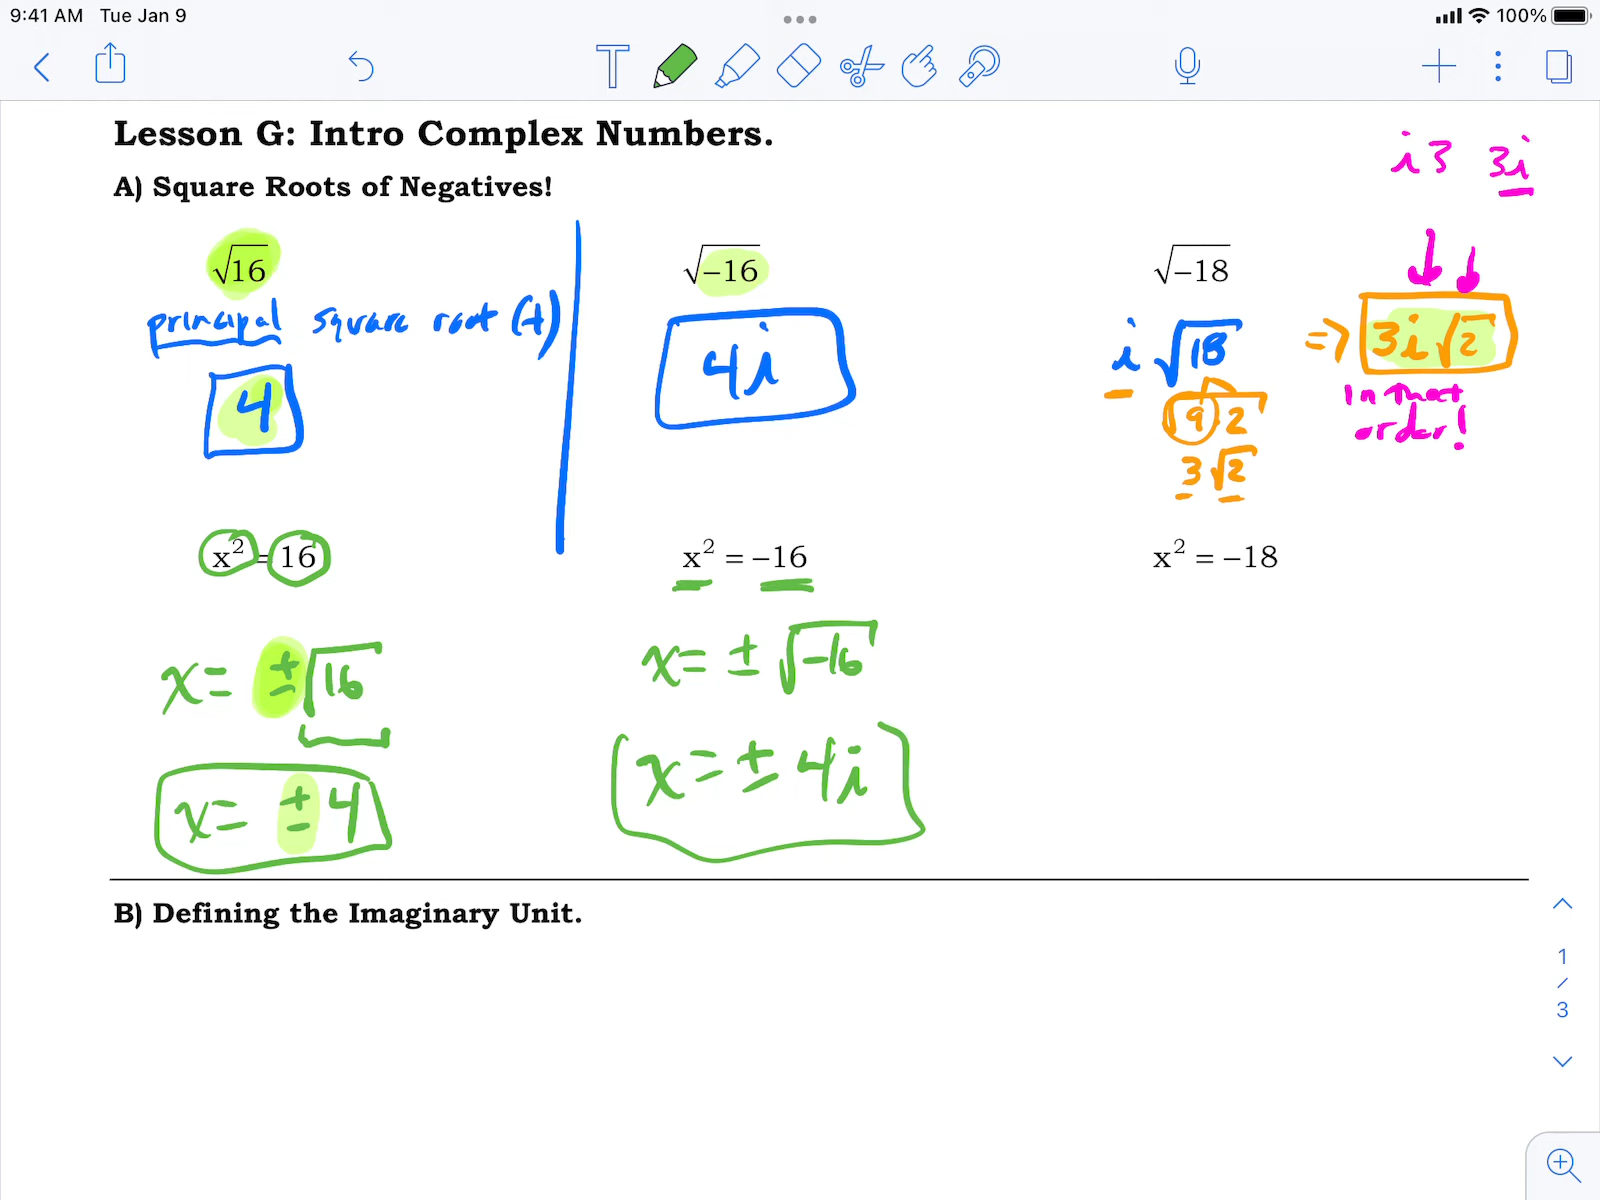 9:41 AM Tue Jan 9
100%
T
Lesson G: Intro Complex Numbers.
A) Square Roots of Negatives!
i3 3i
√16
principal square root (+)
4
√−16
4i
√−18
i √18
√9 2
3 √2
=> 3i √2
In that
order!
x² = 16
x = ± √16
x = ± 4
x² = −16
x = ± √−16
x = ± 4i
x² = −18
B) Defining the Imaginary Unit.
1
/
3